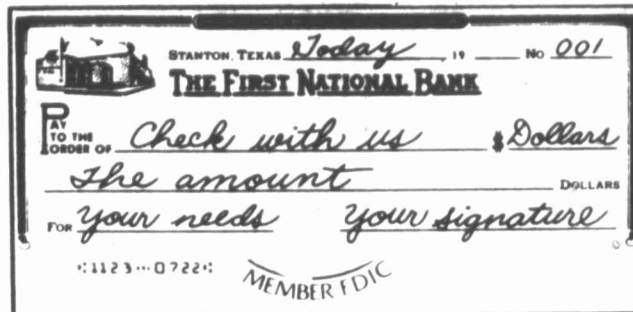 STANTON, TEXAS Today, 19 No 001
THE FIRST NATIONAL BANK
PAY TO THE ORDER OF Check with us $ Dollars
The amount DOLLARS
FOR Your needs Your signature
⑆1123⑉0722⑆
MEMBER FDIC